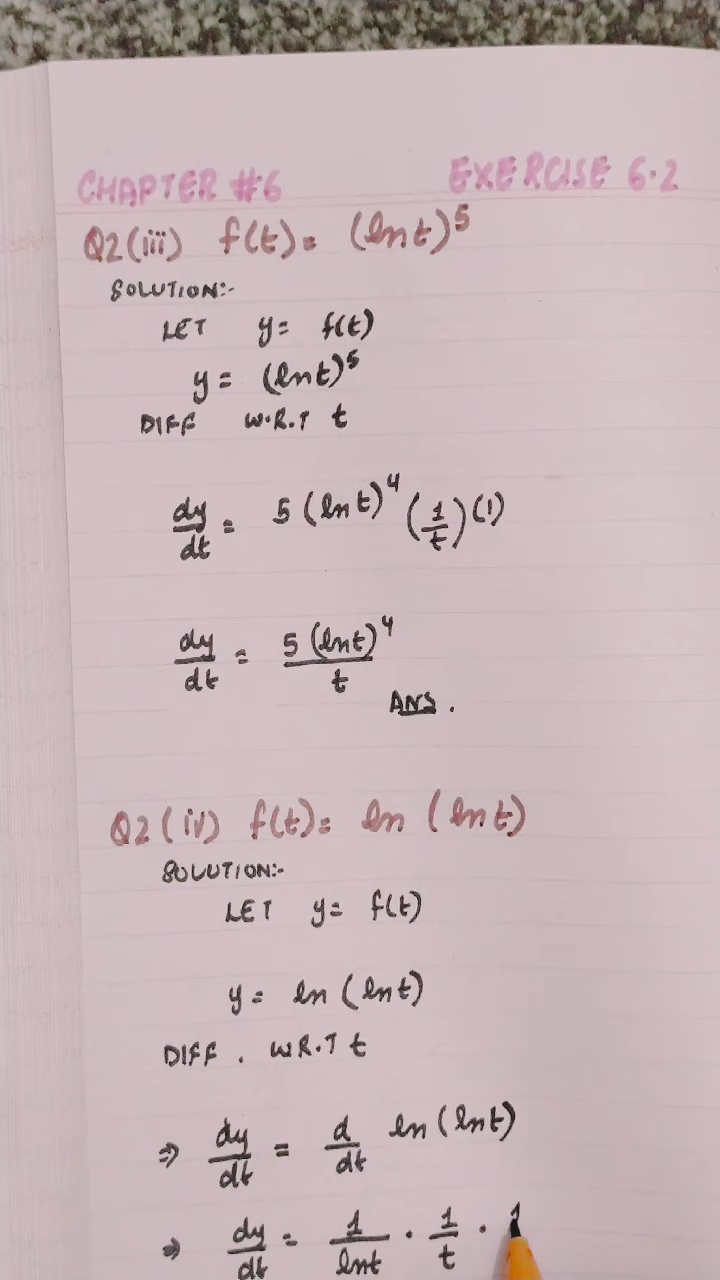 CHAPTER #6 EXERCISE 6.2
Q2(iii) f(t) = (lnt)⁵
SOLUTION:-
LET y = f(t)
y = (lnt)⁵
DIFF W.R.T t
dy/dt = 5(lnt)⁴ (1/t)(1)
dy/dt = 5(lnt)⁴/t
ANS.
Q2(iv) f(t) = ln(lnt)
SOLUTION:-
LET y = f(t)
y = ln(lnt)
DIFF. W.R.T t
⇒ dy/dt = d/dt ln(lnt)
⇒ dy/dt = 1/lnt · 1/t · 1